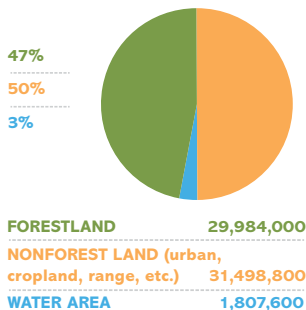 47%
50%
3%
FORESTLAND 29,984,000
NONFOREST LAND (urban,
cropland, range, etc.) 31,498,800
WATER AREA 1,807,600